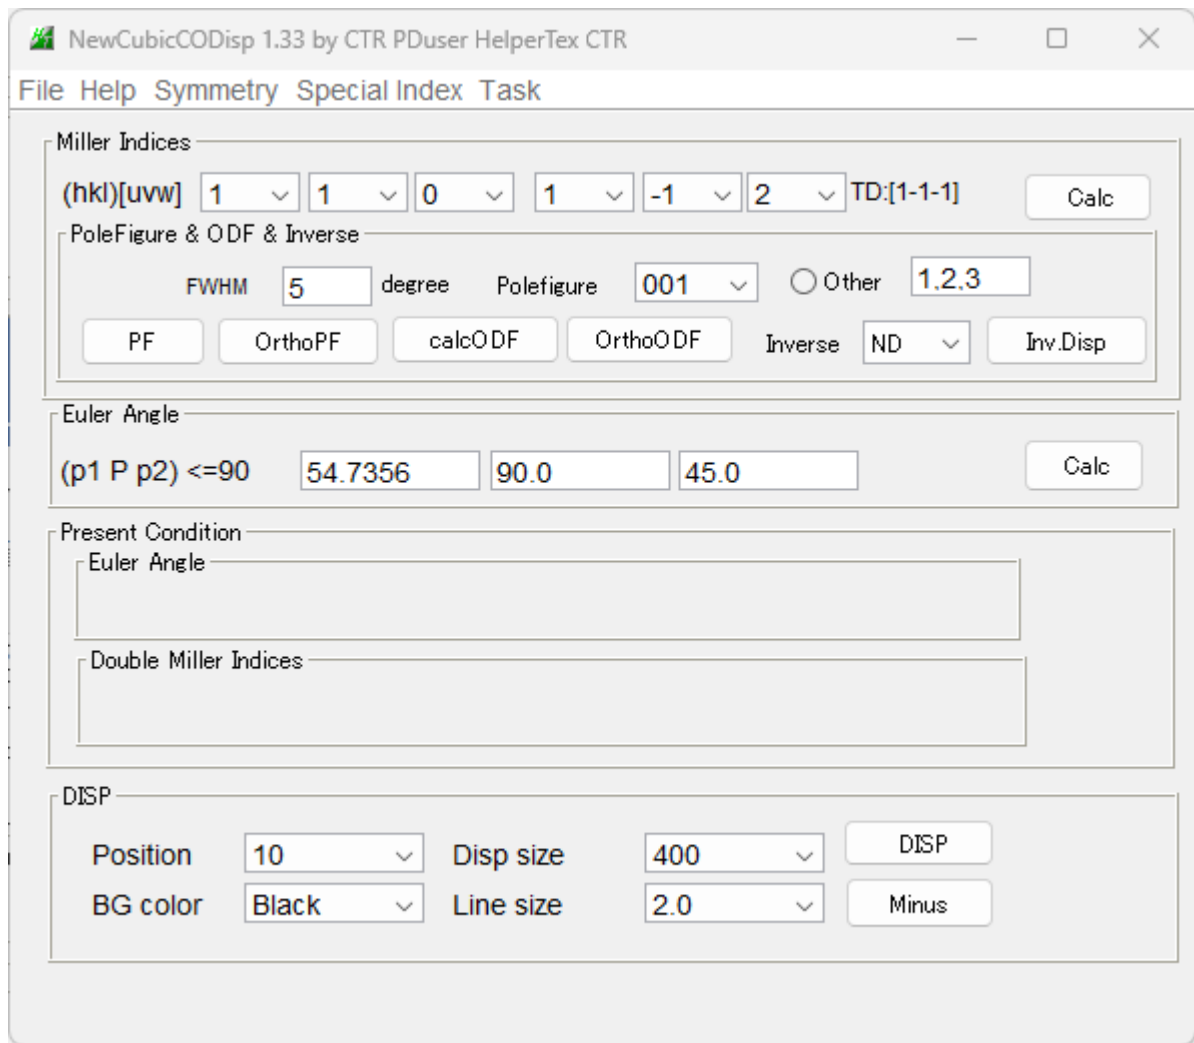 NewCubicCODisp 1.33 by CTR PDuser HelperTex CTR
File Help Symmetry Special Index Task
Miller Indices
(hkl)[uvw] 1 1 0 1 -1 2 TD:[1-1-1] Calc
PoleFigure & ODF & Inverse
FWHM 5 degree Polefigure 001 Other 1,2,3
PF OrthoPF calcODF OrthoODF Inverse ND Inv.Disp
Euler Angle
(p1 P p2) <=90 54.7356 90.0 45.0 Calc
Present Condition
Euler Angle
Double Miller Indices
DISP
Position 10 Disp size 400 DISP
BG color Black Line size 2.0 Minus